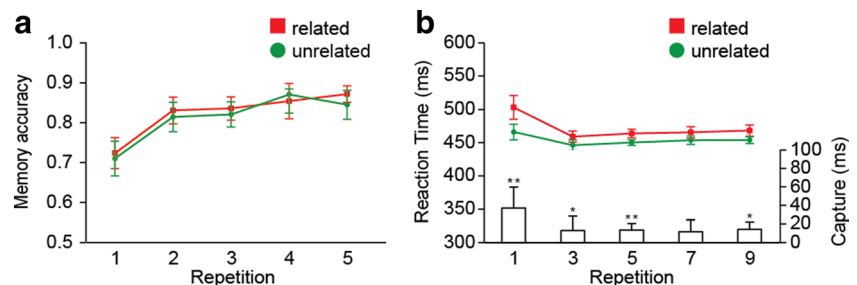 a
related
unrelated
Memory accuracy
1.0
0.9
0.8
0.7
0.6
0.5
1 2 3 4 5
Repetition
b
related
unrelated
Reaction Time (ms)
600
550
500
450
400
350
300
100
80
60
40
20
0
Capture (ms)
** * ** *
1 3 5 7 9
Repetition